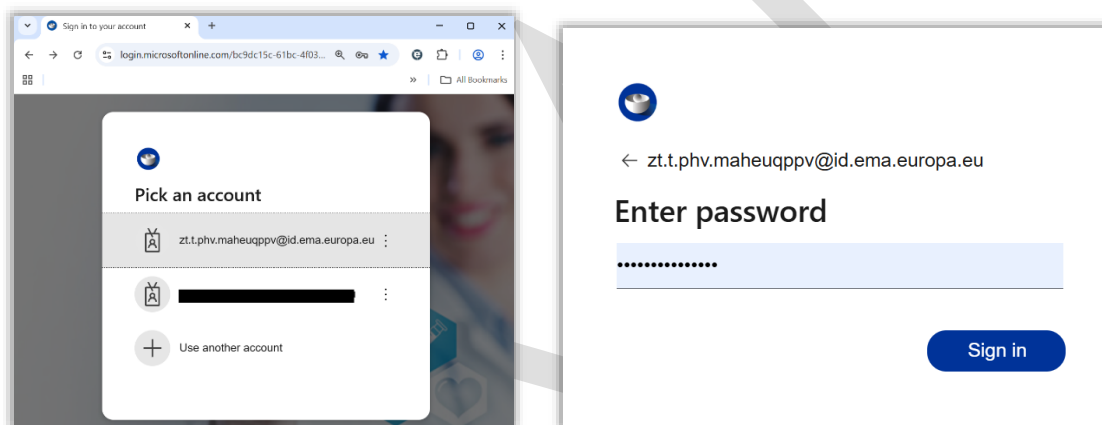 Sign in to your account
login.microsoftonline.com/bc9dc15c-61bc-4f03...
All Bookmarks
Pick an account
zt.t.phv.maheuqppv@id.ema.europa.eu
Use another account
zt.t.phv.maheuqppv@id.ema.europa.eu
Enter password
Sign in